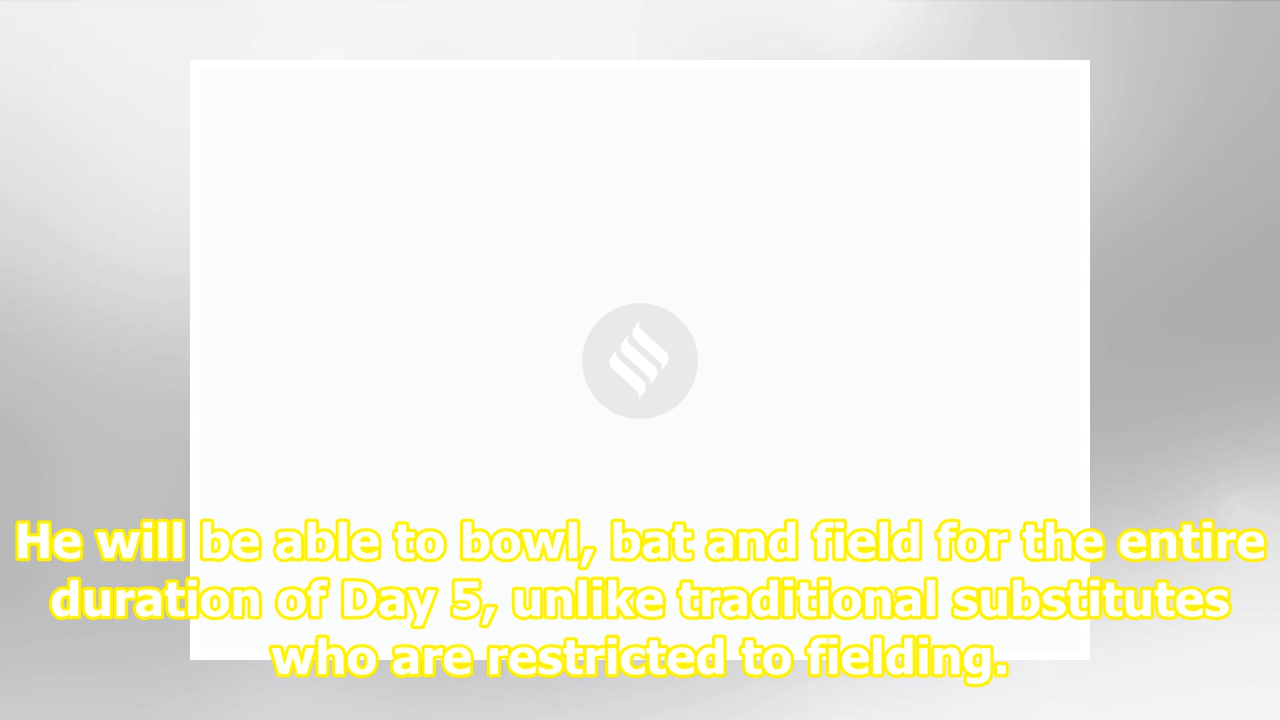 He will be able to bowl, bat and field for the entire
duration of Day 5, unlike traditional substitutes
who are restricted to fielding.